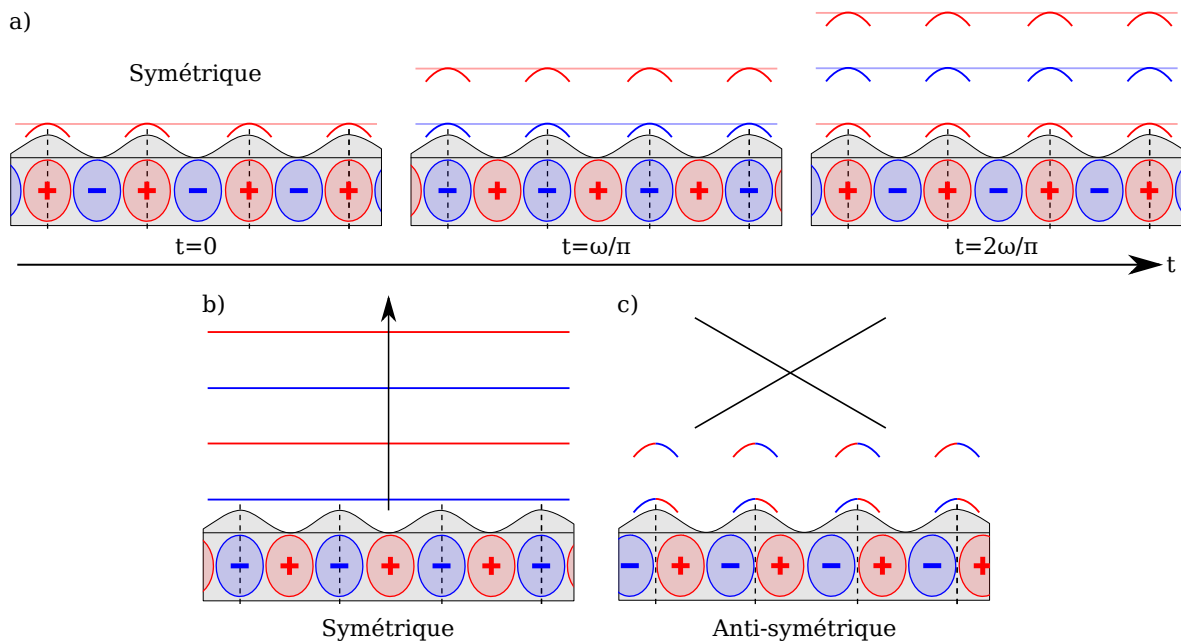 a)
Symétrique
+ − + − + − +
− + − + − + −
+ − + − + − +
t=0
t=ω/π
t=2ω/π
t
b)
c)
− + − + − + −
− + − + − + − +
Symétrique
Anti-symétrique